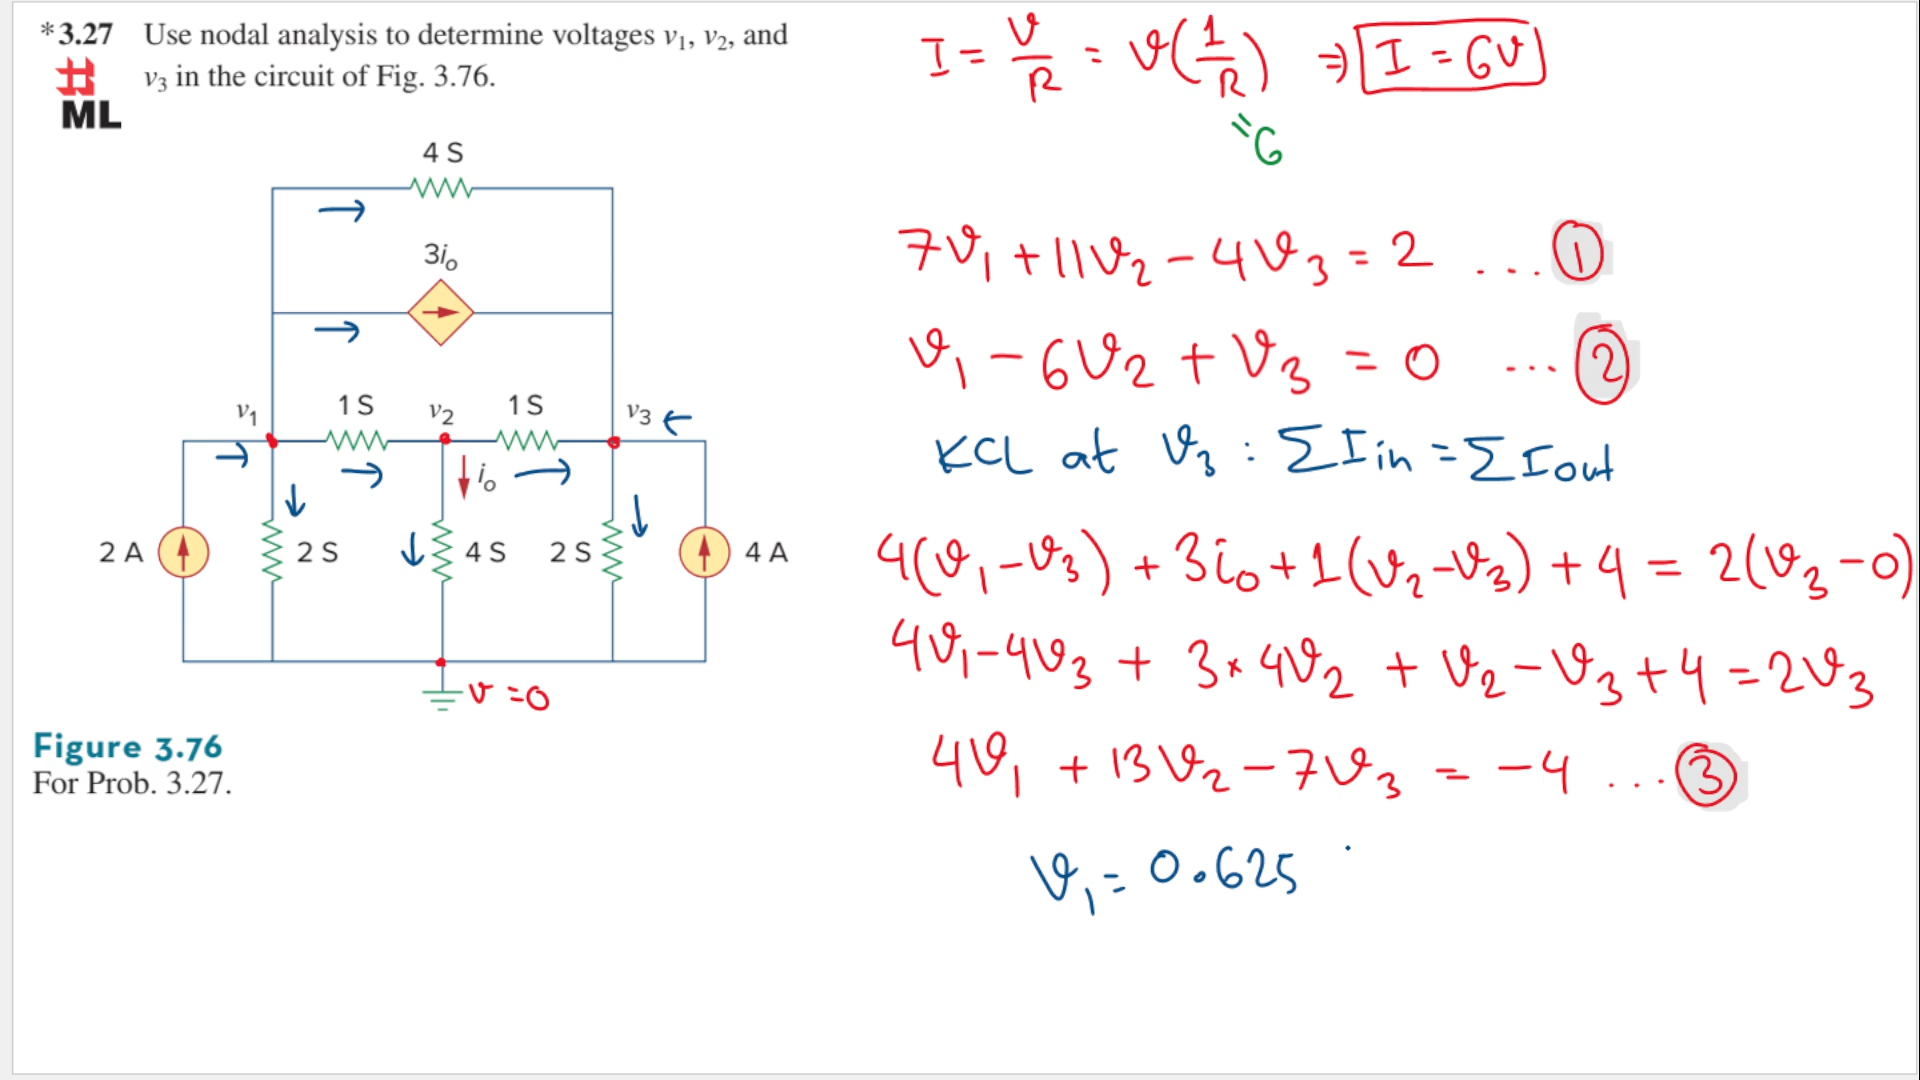 *3.27 Use nodal analysis to determine voltages v₁, v₂, and
v₃ in the circuit of Fig. 3.76.
ML
4 S
3iₒ
v₁
1 S
v₂
1 S
v₃
iₒ
2 A
2 S
4 S
2 S
4 A
v = 0
Figure 3.76
For Prob. 3.27.
I = v/R = v(1/R) ⇒ I = Gv
= G
7v₁ + 11v₂ - 4v₃ = 2 ... ①
v₁ - 6v₂ + v₃ = 0 ... ②
KCL at v₃ : ΣIin = ΣIout
4(v₁-v₃) + 3i₀ + 1(v₂-v₃) + 4 = 2(v₃-0)
4v₁ - 4v₃ + 3×4v₂ + v₂ - v₃ + 4 = 2v₃
4v₁ + 13v₂ - 7v₃ = -4 ... ③
v₁ = 0.625